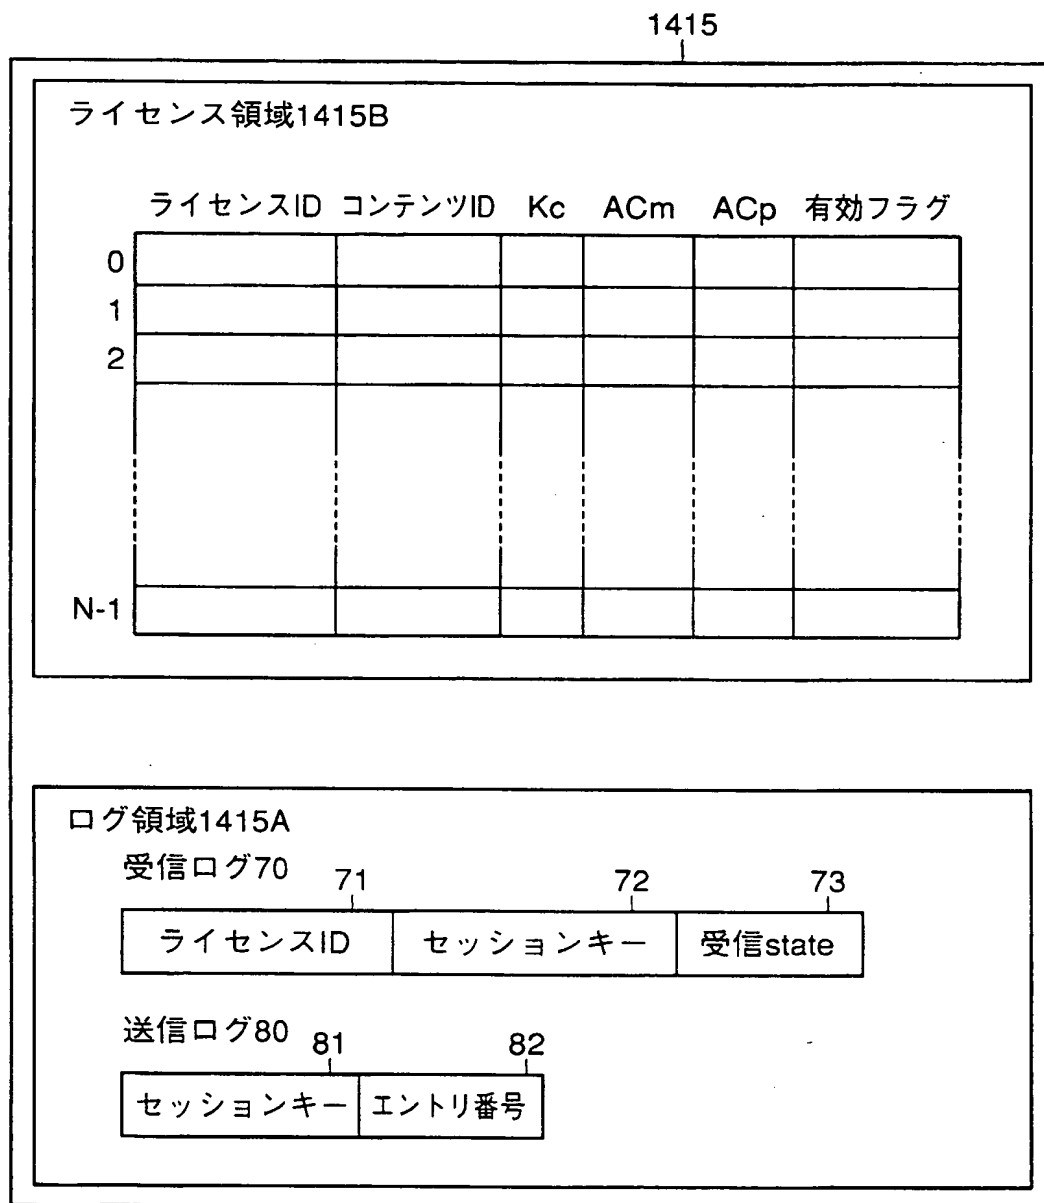 1415
ライセンス領域1415B
ライセンスID コンテンツID Kc ACm ACp 有効フラグ
0
1
2
N-1
ログ領域1415A
受信ログ70
71 72 73
ライセンスID セッションキー 受信state
送信ログ80
81 82
セッションキー エントリ番号